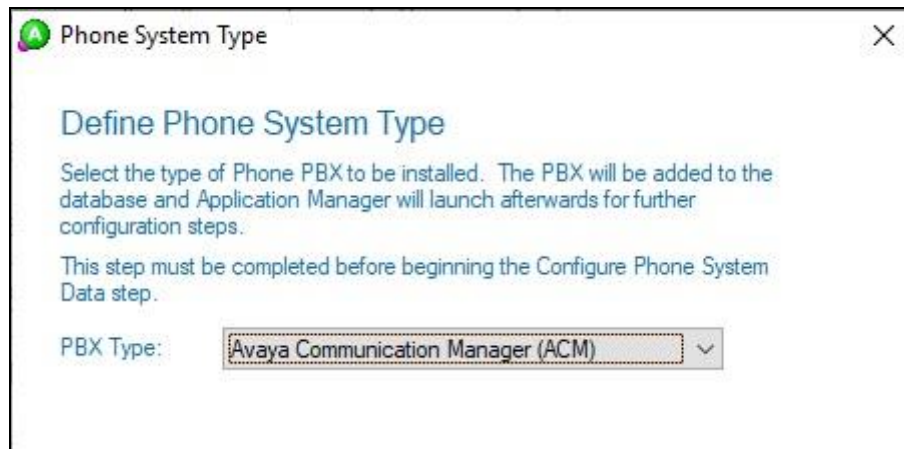 Phone System Type
Define Phone System Type
Select the type of Phone PBX to be installed.  The PBX will be added to the
database and Application Manager will launch afterwards for further
configuration steps.
This step must be completed before beginning the Configure Phone System
Data step.
PBX Type: Avaya Communication Manager (ACM)